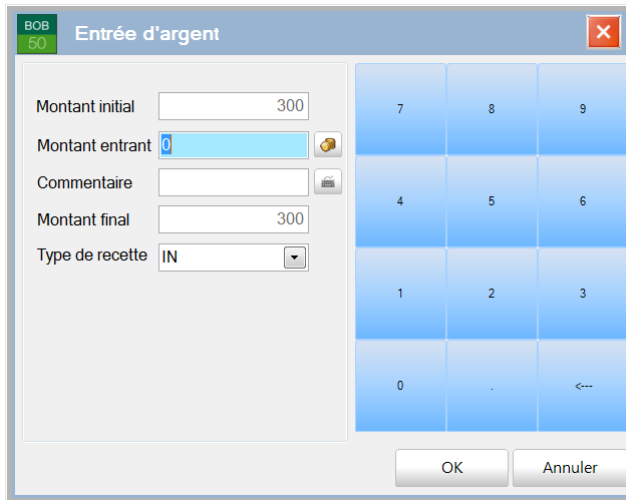 BOB
50
Entrée d'argent
Montant initial 300
Montant entrant 0
Commentaire
Montant final 300
Type de recette IN
7 8 9
4 5 6
1 2 3
0 . <---
OK Annuler